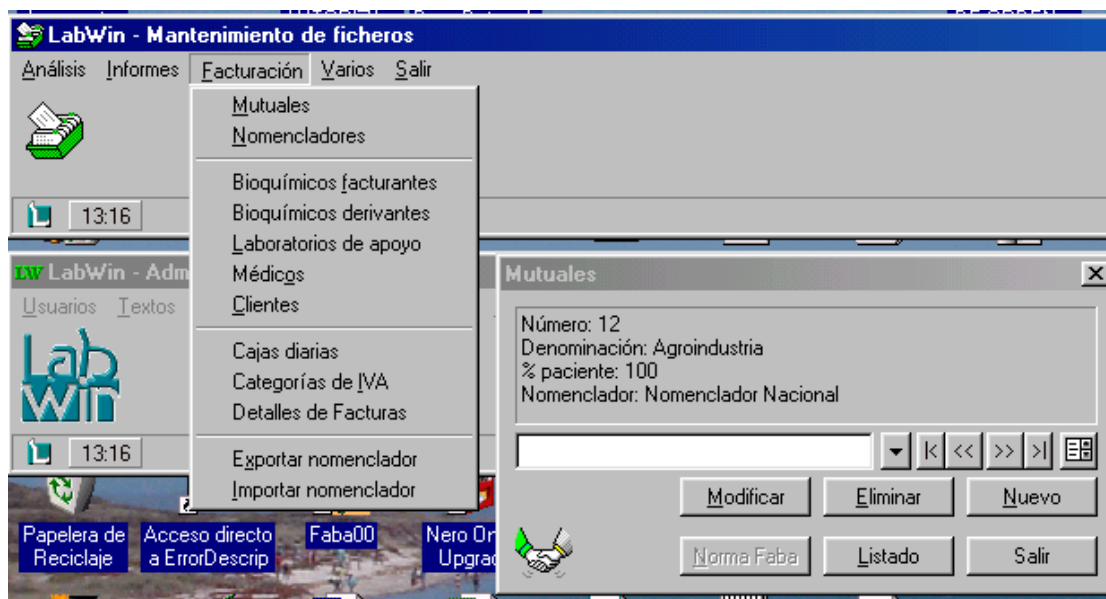 LabWin - Mantenimiento de ficheros
Análisis Informes Facturación Varios Salir
Mutuales
Nomencladores
Bioquímicos facturantes
Bioquímicos derivantes
Laboratorios de apoyo
Médicos
Clientes
Cajas diarias
Categorías de IVA
Detalles de Facturas
Exportar nomenclador
Importar nomenclador
13:16
LW LabWin - Adm
Usuarios Textos
Lab
Win
13:16
Mutuales
Número: 12
Denominación: Agroindustria
% paciente: 100
Nomenclador: Nomenclador Nacional
|< << >> >|
Modificar Eliminar Nuevo
Norma Faba Listado Salir
Papelera de
Reciclaje
Acceso directo
a ErrorDescrip
Faba00
Nero On
Upgrad